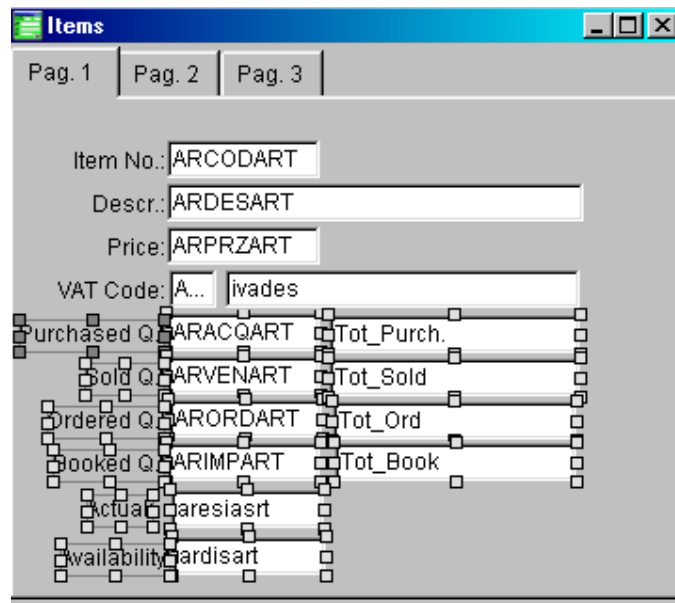 Items
Pag. 1 Pag. 2 Pag. 3
Item No.: ARCODART
Descr.: ARDESART
Price: ARPRZART
VAT Code: A... ivades
Purchased Q. ARACQART Tot_Purch.
Sold Q. ARVENART Tot_Sold
Ordered Q. ARORDART Tot_Ord
Booked Q. ARIMPART Tot_Book
Actual aresiasrt
Availability ardisart